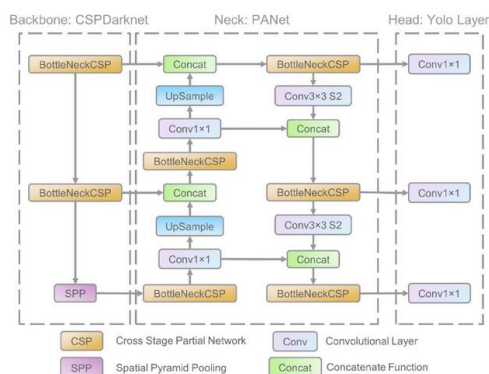 Backbone: CSPDarknet Neck: PANet Head: Yolo Layer
BottleNeckCSP Concat BottleNeckCSP Conv1×1
UpSample Conv3×3 S2
Conv1×1 Concat
BottleNeckCSP
BottleNeckCSP Concat BottleNeckCSP Conv1×1
UpSample Conv3×3 S2
Conv1×1 Concat
SPP BottleNeckCSP BottleNeckCSP Conv1×1
CSP Cross Stage Partial Network Conv Convolutional Layer
SPP Spatial Pyramid Pooling Concat Concatenate Function